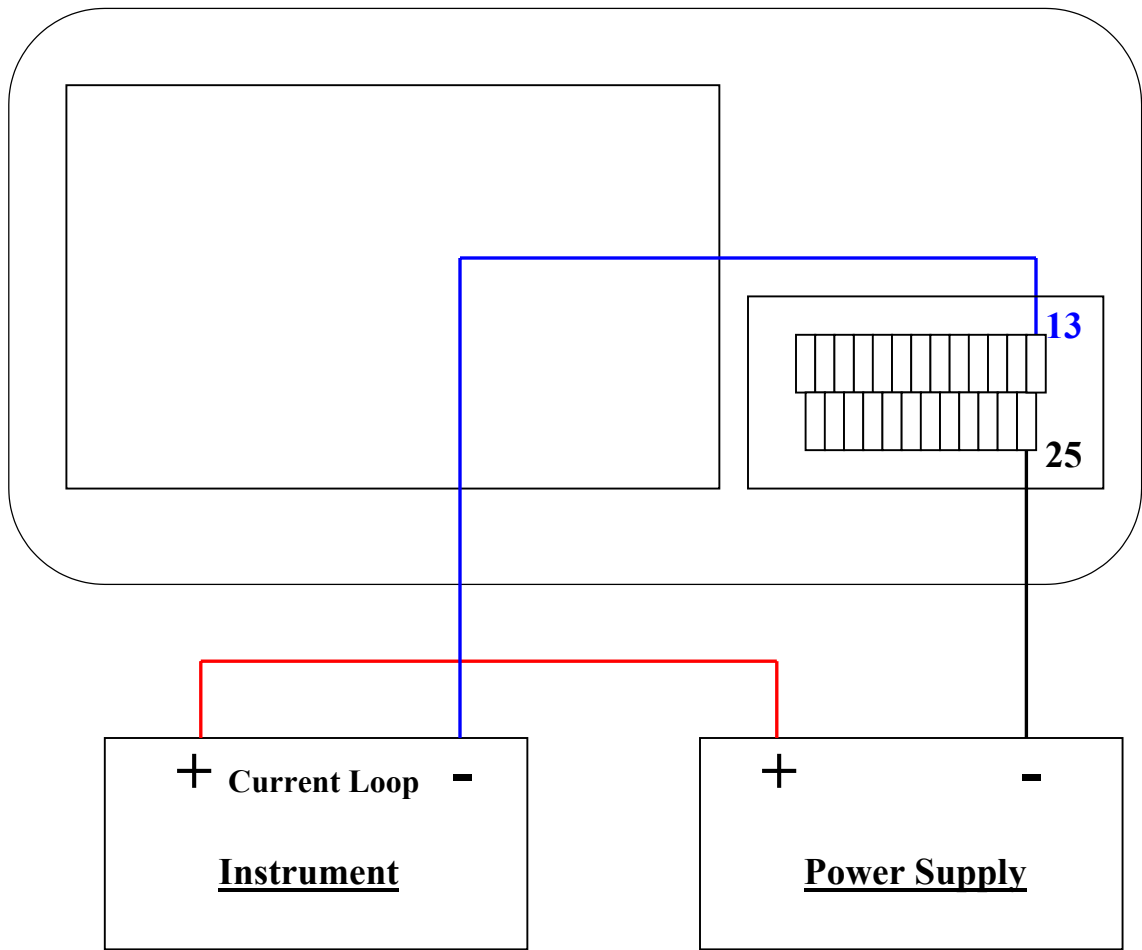 13
25
+ Current Loop -
+ -
Instrument
Power Supply